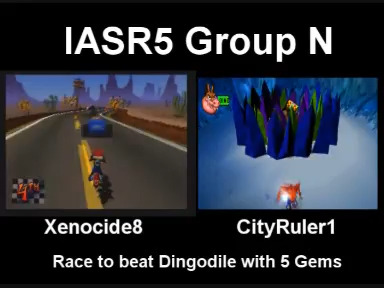 IASR5 Group N
Xenocide8
CityRuler1
Race to beat Dingodile with 5 Gems